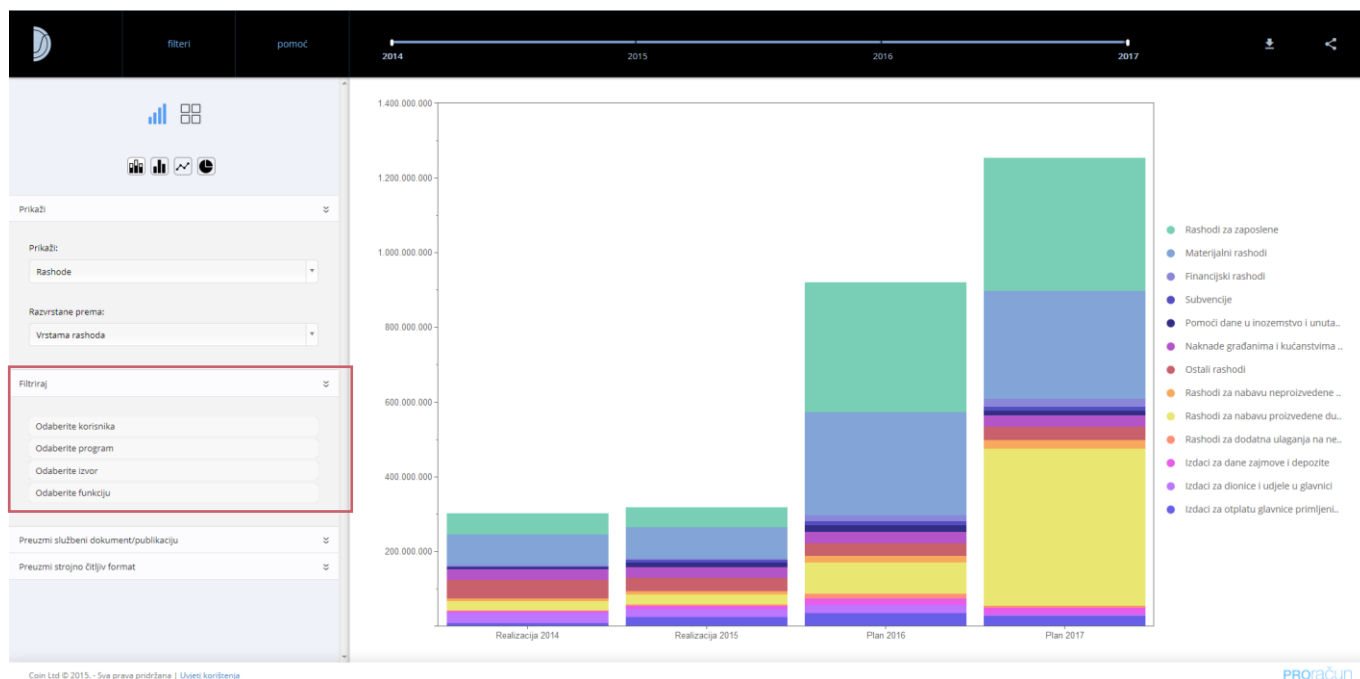 filteri
pomoć
2014
2015
2016
2017
Prikaži
Prikaži:
Rashode
Razvrstane prema:
Vrstama rashoda
Filtriraj
Odaberite korisnika
Odaberite program
Odaberite izvor
Odaberite funkciju
Preuzmi službeni dokument/publikaciju
Preuzmi strojno čitljiv format
1.400.000.000
1.200.000.000
1.000.000.000
800.000.000
600.000.000
400.000.000
200.000.000
Realizacija 2014
Realizacija 2015
Plan 2016
Plan 2017
Rashodi za zaposlene
Materijalni rashodi
Financijski rashodi
Subvencije
Pomoći dane u inozemstvo i unuta..
Naknade građanima i kućanstvima ..
Ostali rashodi
Rashodi za nabavu neproizvedene ..
Rashodi za nabavu proizvedene du..
Rashodi za dodatna ulaganja na ne..
Izdaci za dane zajmove i depozite
Izdaci za dionice i udjele u glavnici
Izdaci za otplatu glavnice primljeni..
Coin Ltd © 2015. - Sva prava pridržana | Uvjeti korištenja
PROračun